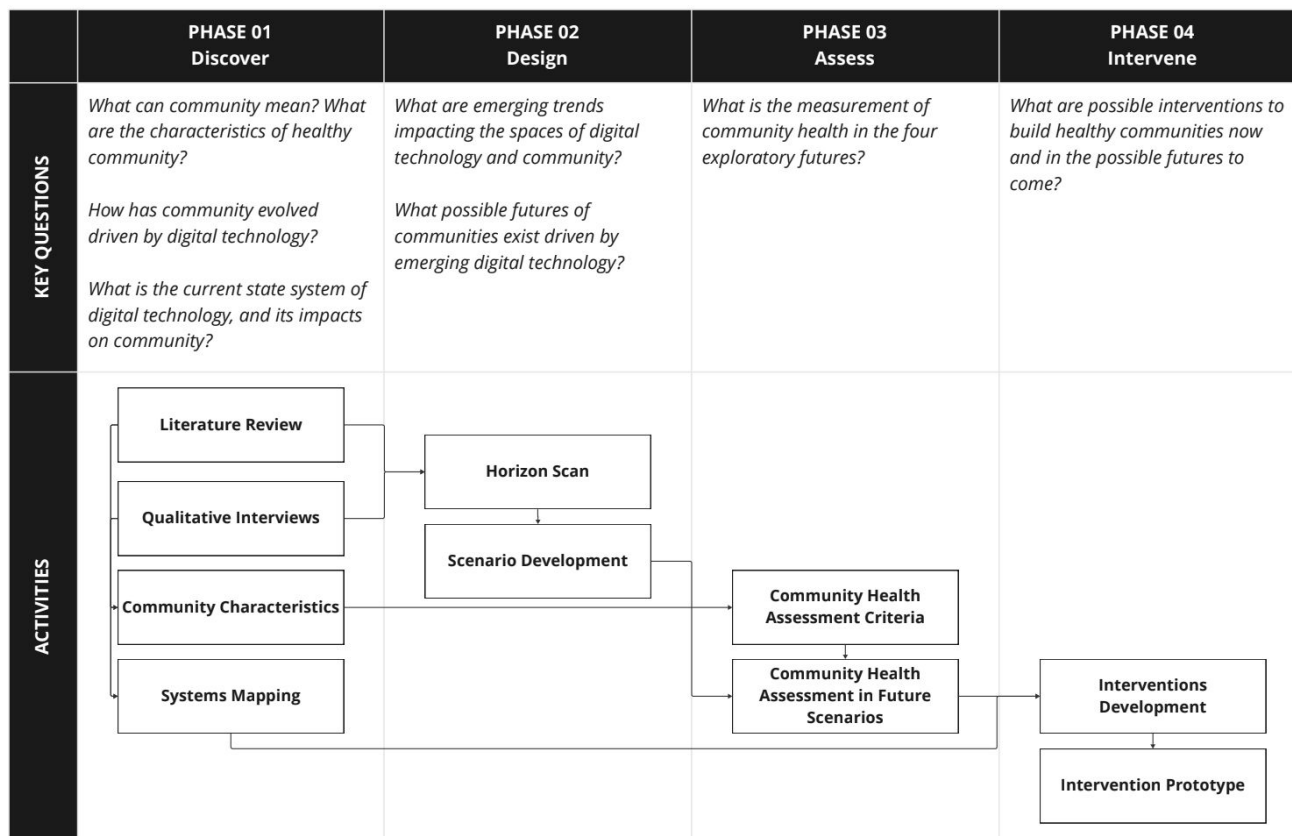 PHASE 01
Discover
PHASE 02
Design
PHASE 03
Assess
PHASE 04
Intervene
KEY QUESTIONS
What can community mean? What
are the characteristics of healthy
community?
How has community evolved
driven by digital technology?
What is the current state system of
digital technology, and its impacts
on community?
What are emerging trends
impacting the spaces of digital
technology and community?
What possible futures of
communities exist driven by
emerging digital technology?
What is the measurement of
community health in the four
exploratory futures?
What are possible interventions to
build healthy communities now
and in the possible futures to
come?
ACTIVITIES
Literature Review
Qualitative Interviews
Community Characteristics
Systems Mapping
Horizon Scan
Scenario Development
Community Health
Assessment Criteria
Community Health
Assessment in Future
Scenarios
Interventions
Development
Intervention Prototype